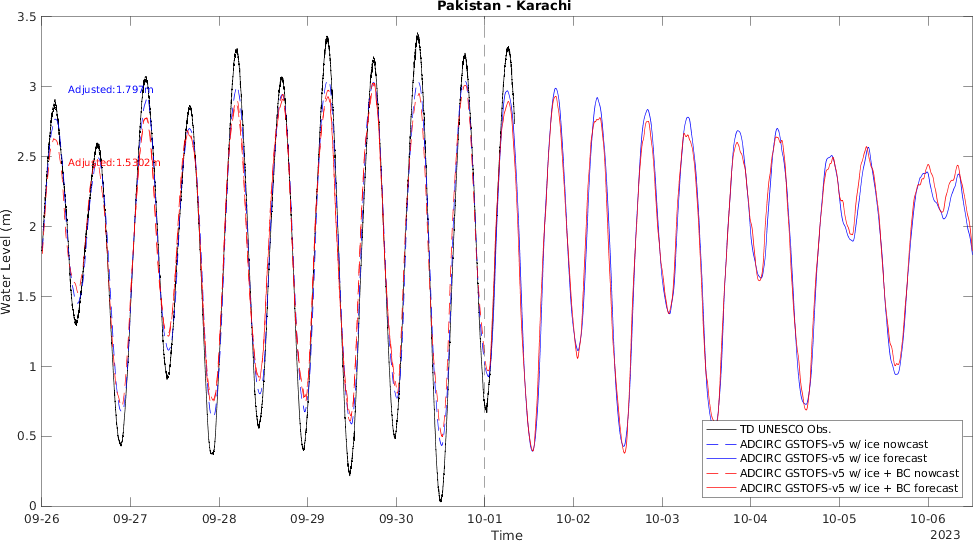 Pakistan - Karachi
3.5
3
2.5
2
1.5
1
0.5
0
Water Level (m)
Adjusted:1.797m
Adjusted:1.5302m
TD UNESCO Obs.
ADCIRC GSTOFS-v5 w/ ice nowcast
ADCIRC GSTOFS-v5 w/ ice forecast
ADCIRC GSTOFS-v5 w/ ice + BC nowcast
ADCIRC GSTOFS-v5 w/ ice + BC forecast
09-26 09-27 09-28 09-29 09-30 10-01 10-02 10-03 10-04 10-05 10-06
Time
2023